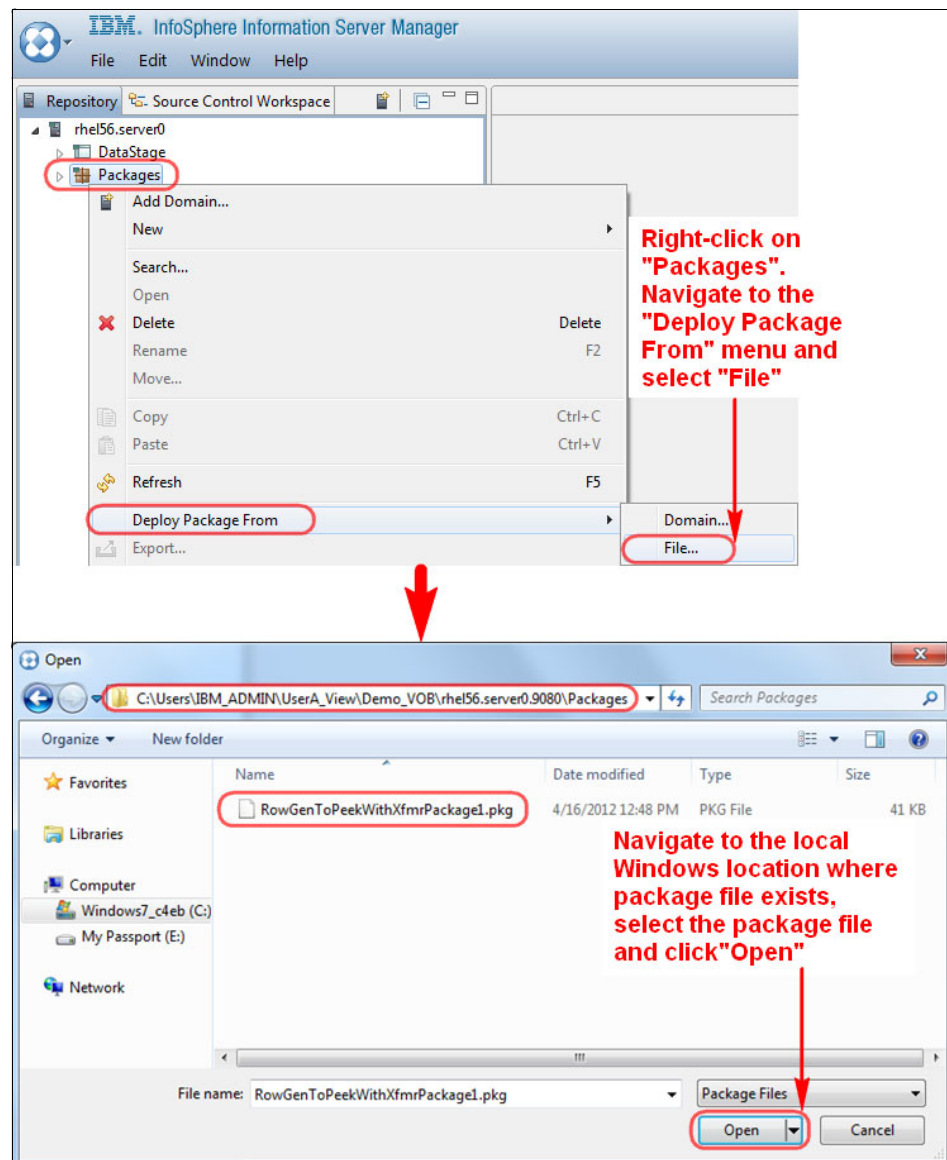 IBM. InfoSphere Information Server Manager
File Edit Window Help
Repository Source Control Workspace
rhel56.server0
DataStage
Packages
Add Domain...
New
Search...
Open
Delete Delete
Rename F2
Move...
Copy Ctrl+C
Paste Ctrl+V
Refresh F5
Deploy Package From
Export...
Domain...
File...
Right-click on
"Packages".
Navigate to the
"Deploy Package
From" menu and
select "File"
Open
C:\Users\IBM_ADMIN\UserA_View\Demo_VOB\rhel56.server0.9080\Packages
Search Packages
Organize New folder
Favorites
Libraries
Computer
Windows7_c4eb (C:)
My Passport (E:)
Network
Name Date modified Type Size
RowGenToPeekWithXfmrPackage1.pkg 4/16/2012 12:48 PM PKG File 41 KB
Navigate to the local
Windows location where
package file exists,
select the package file
and click"Open"
File name: RowGenToPeekWithXfmrPackage1.pkg
Package Files
Open Cancel